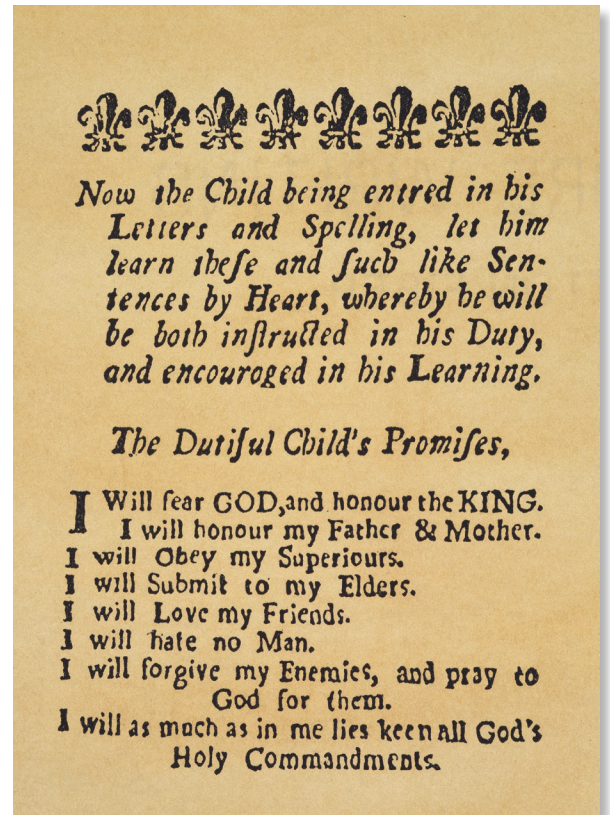 Now the Child being entred in his
Letters and Spelling, let him
learn theſe and ſuch like Sen-
tences by Heart, whereby he will
be both inſtructed in his Duty,
and encouroged in his Learning.
The Dutiful Child's Promiſes,
I Will fear GOD, and honour the KING.
I will honour my Father & Mother.
I will Obey my Superiours.
I will Submit to my Elders.
I will Love my Friends.
I will hate no Man.
I will forgive my Enemies, and pray to
God for them.
I will as much as in me lies keep all God's
Holy Commandments.